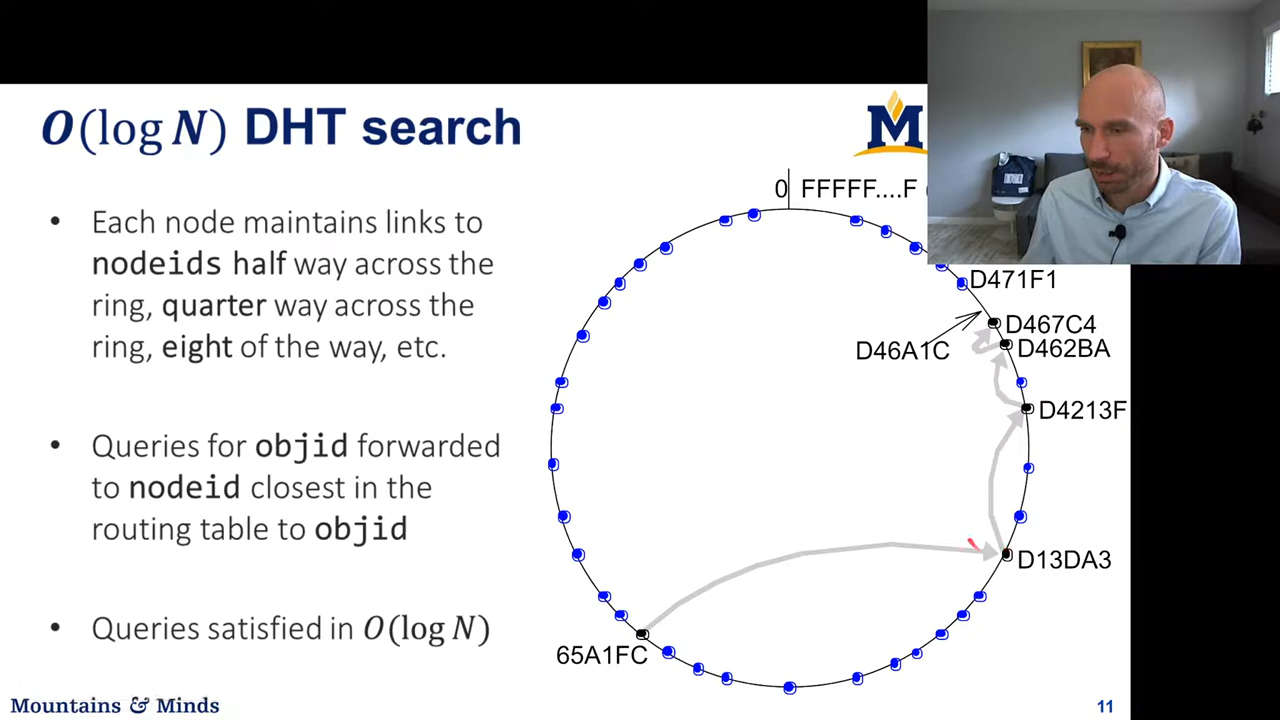 O(log N) DHT search
M
0 FFFFF....F
• Each node maintains links to
nodeids half way across the
ring, quarter way across the
ring, eight of the way, etc.
• Queries for objid forwarded
to nodeid closest in the
routing table to objid
• Queries satisfied in O(log N)
D471F1
D467C4
D46A1C
D462BA
D4213F
D13DA3
65A1FC
Mountains & Minds
11